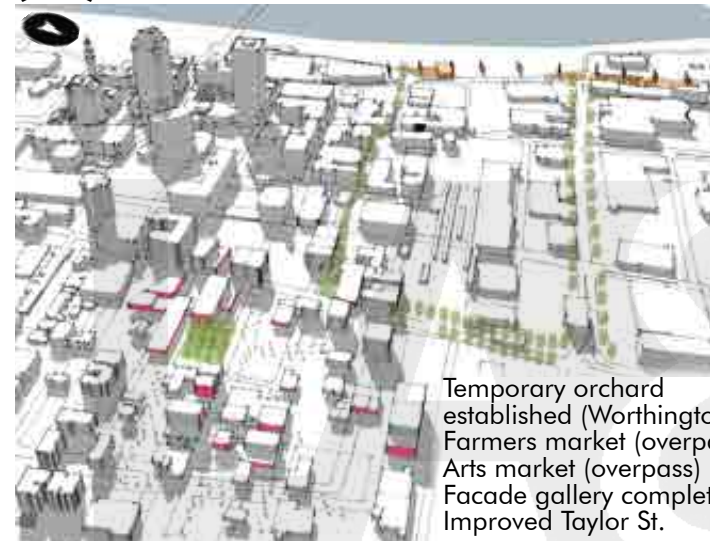 Temporary orchard
established (Worthingto
Farmers market (overpa
Arts market (overpass)
Facade gallery complet
Improved Taylor St.